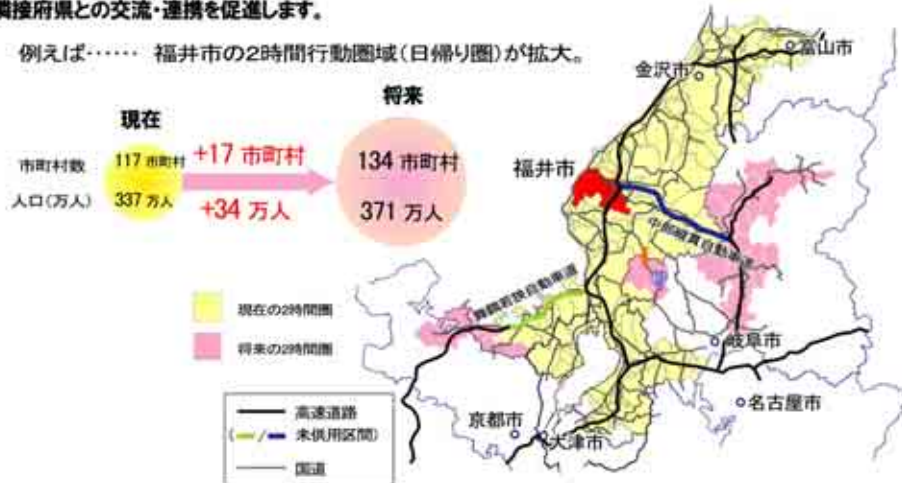 隣接府県との交流・連携を促進します。
例えば…… 福井市の2時間行動圏域(日帰り圏)が拡大。
現在
将来
市町村数
117 市町村
+17 市町村
134 市町村
人口(万人)
337 万人
+34 万人
371 万人
富山市
金沢市
福井市
中部縦貫自動車道
舞鶴若狭自動車道
現在の2時間圏
将来の2時間圏
岐阜市
名古屋市
京都市
大津市
高速道路
( / 未供用区間)
国道